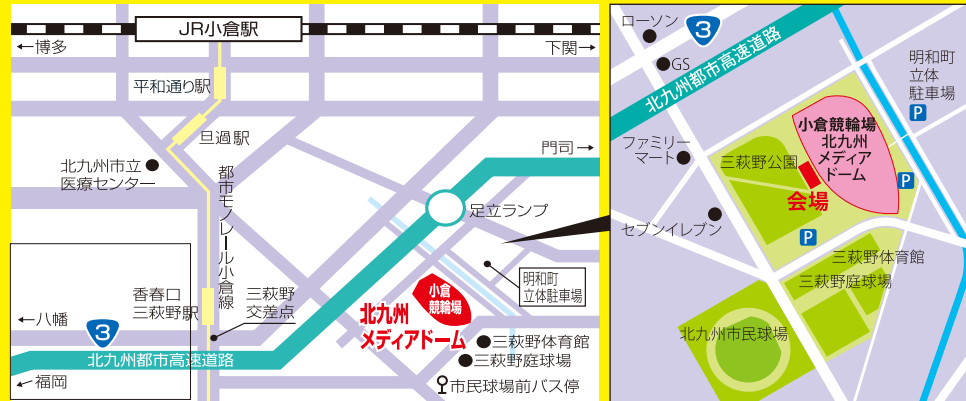 JR小倉駅
←博多
下関→
平和通り駅
旦過駅
北九州市立
医療センター
都市モノレール小倉線
門司→
足立ランプ
明和町
立体駐車場
小倉
競輪場
北九州
メディアドーム
香春口
三萩野駅
三萩野
交差点
←八幡
3
北九州都市高速道路
←福岡
三萩野体育館
三萩野庭球場
市民球場前バス停
ローソン
3
GS
北九州都市高速道路
明和町
立体
駐車場
P
小倉競輪場
北九州
メディア
ドーム
ファミリー
マート
三萩野公園
会場
P
セブンイレブン
P
三萩野体育館
三萩野庭球場
北九州市民球場